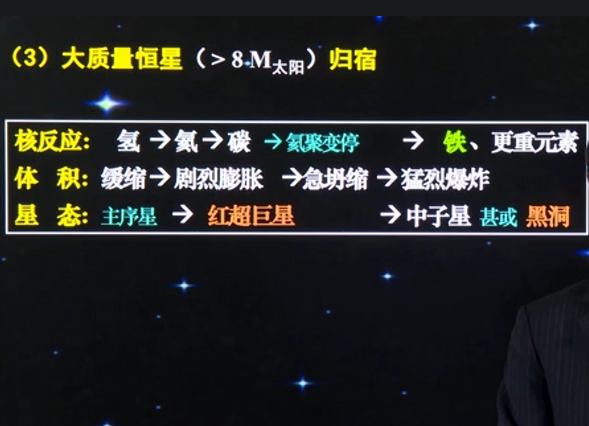 (3)大质量恒星(>8·M太阳)归宿
核反应: 氢→氦→碳 →氦聚变停 → 铁、更重元素
体 积: 缓缩→剧烈膨胀 →急坍缩 →猛烈爆炸
星 态: 主序星 → 红超巨星 →中子星 甚或 黑洞